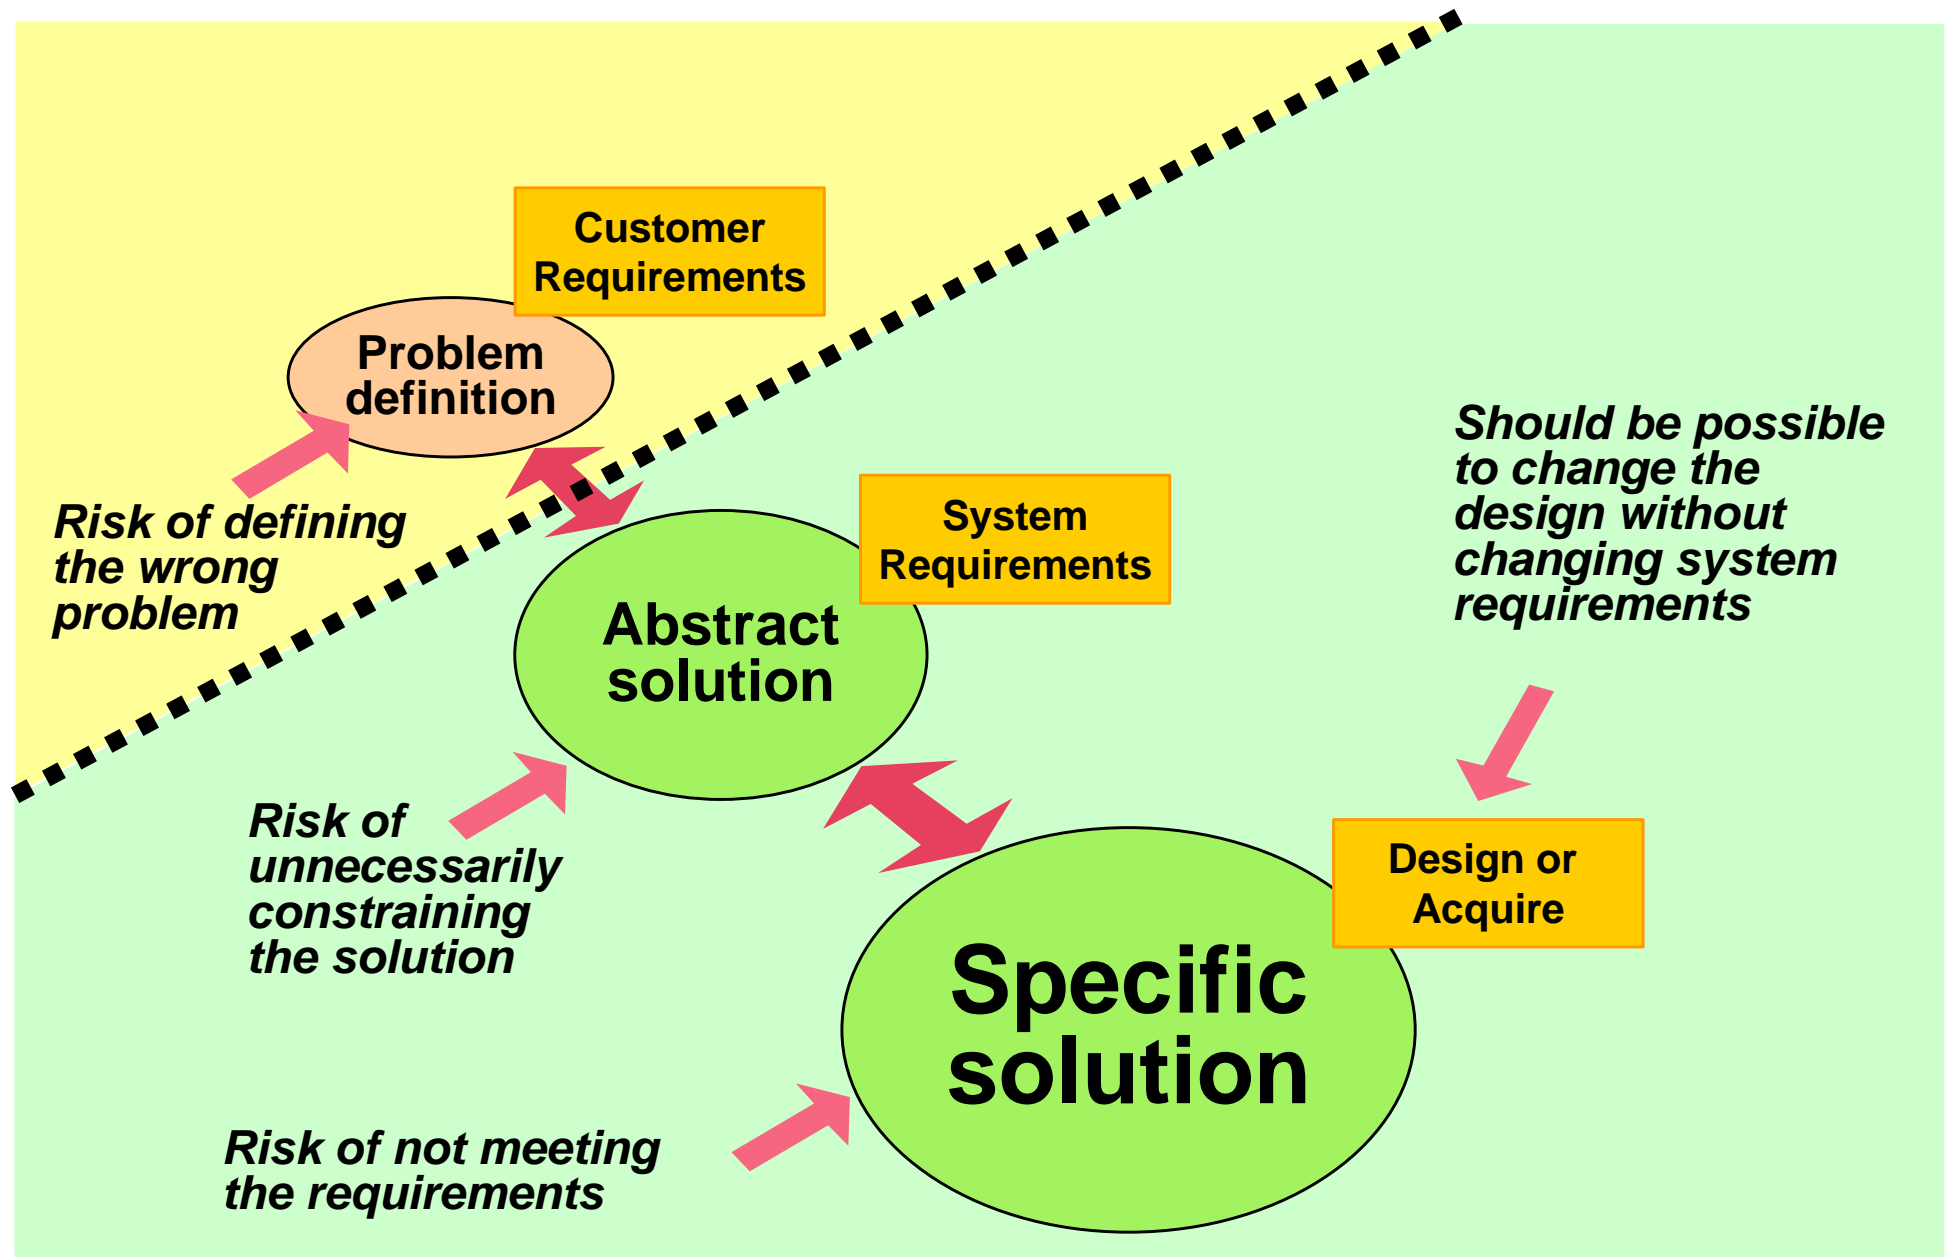 Customer
Requirements
Problem
definition
Risk of defining
the wrong
problem
System
Requirements
Abstract
solution
Should be possible
to change the
design without
changing system
requirements
Risk of
unnecessarily
constraining
the solution
Design or
Acquire
Specific
solution
Risk of not meeting
the requirements